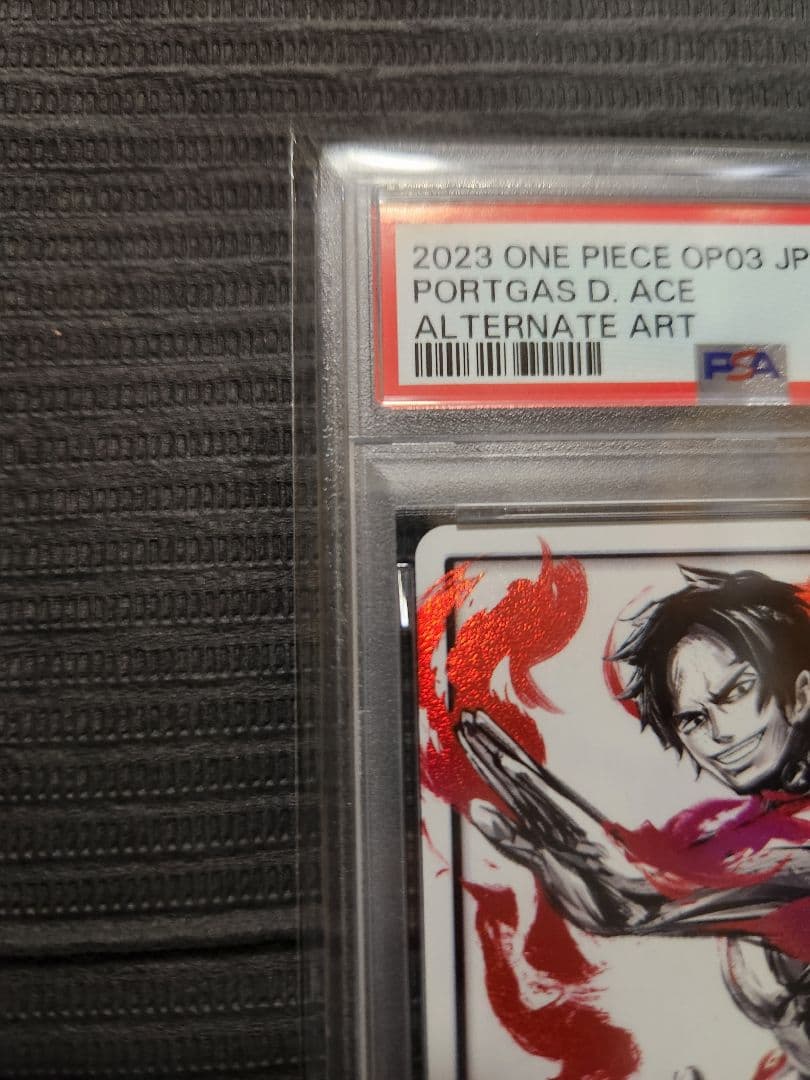 2023 ONE PIECE OP03 JP
PORTGAS D. ACE
ALTERNATE ART
PSA